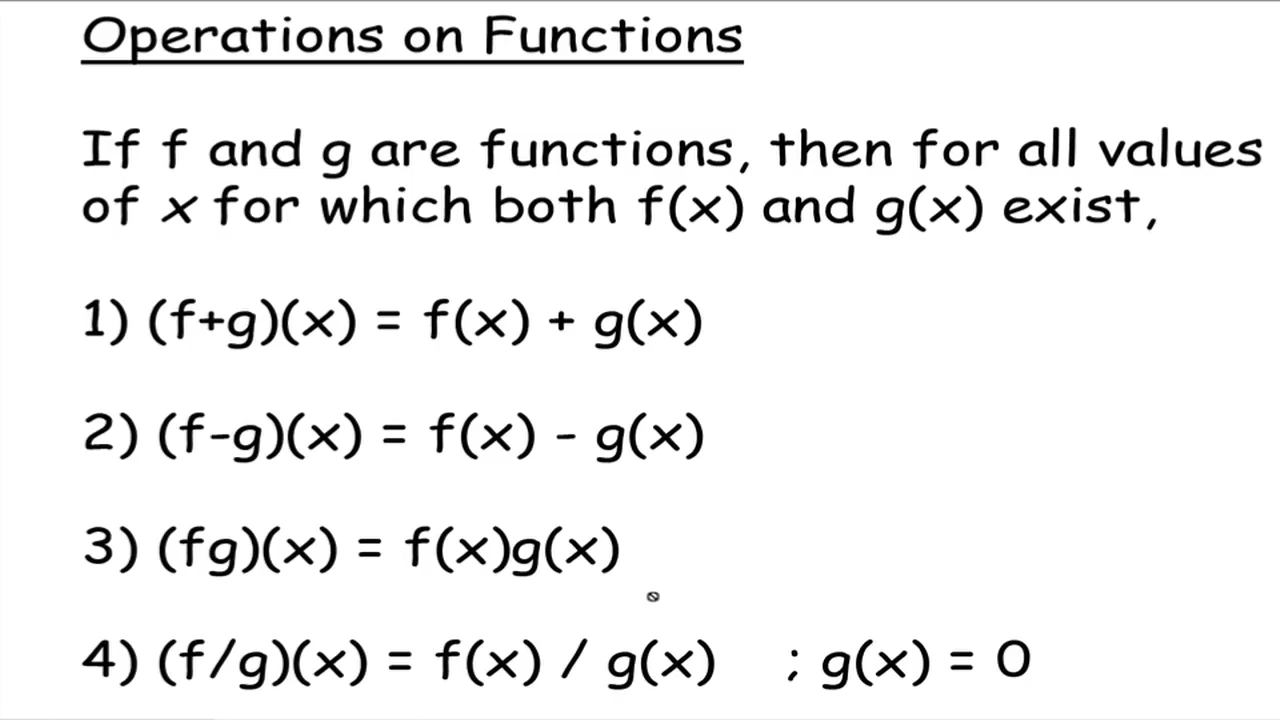 Operations on Functions
If f and g are functions, then for all values
of x for which both f(x) and g(x) exist,
1) (f+g)(x) = f(x) + g(x)
2) (f-g)(x) = f(x) - g(x)
3) (fg)(x) = f(x)g(x)
4) (f/g)(x) = f(x) / g(x) ; g(x) = 0